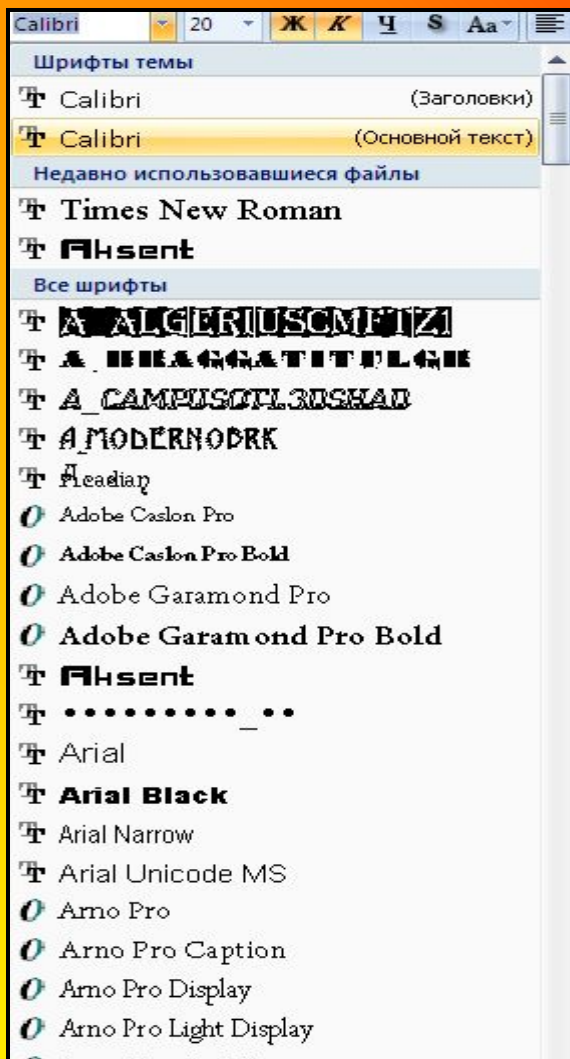 Calibri 20 Ж К Ч S Aa
Шрифты темы
Calibri (Заголовки)
Calibri (Основной текст)
Недавно использовавшиеся файлы
Times New Roman
Aksent
Все шрифты
A_ALGERIUSCMFTZ1
A_BRAGGATITULGR
A_CAMPUSOTL3DSHAD
A_MODERNOBRK
Acadian
Adobe Caslon Pro
Adobe Caslon Pro Bold
Adobe Garamond Pro
Adobe Garamond Pro Bold
Aksent
•••••••••_••
Arial
Arial Black
Arial Narrow
Arial Unicode MS
Arno Pro
Arno Pro Caption
Arno Pro Display
Arno Pro Light Display